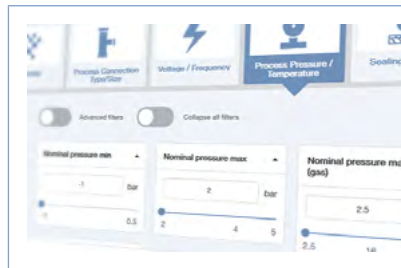 Process Connection
Type/Size
Voltage / Frequency
Process Pressure /
Temperature
Sealing
Advanced filters
Collapse all filters
Nominal pressure min
-1
bar
-1
0.5
Nominal pressure max
2
bar
2
4
5
Nominal pressure ma
(gas)
2.5
2.5
16